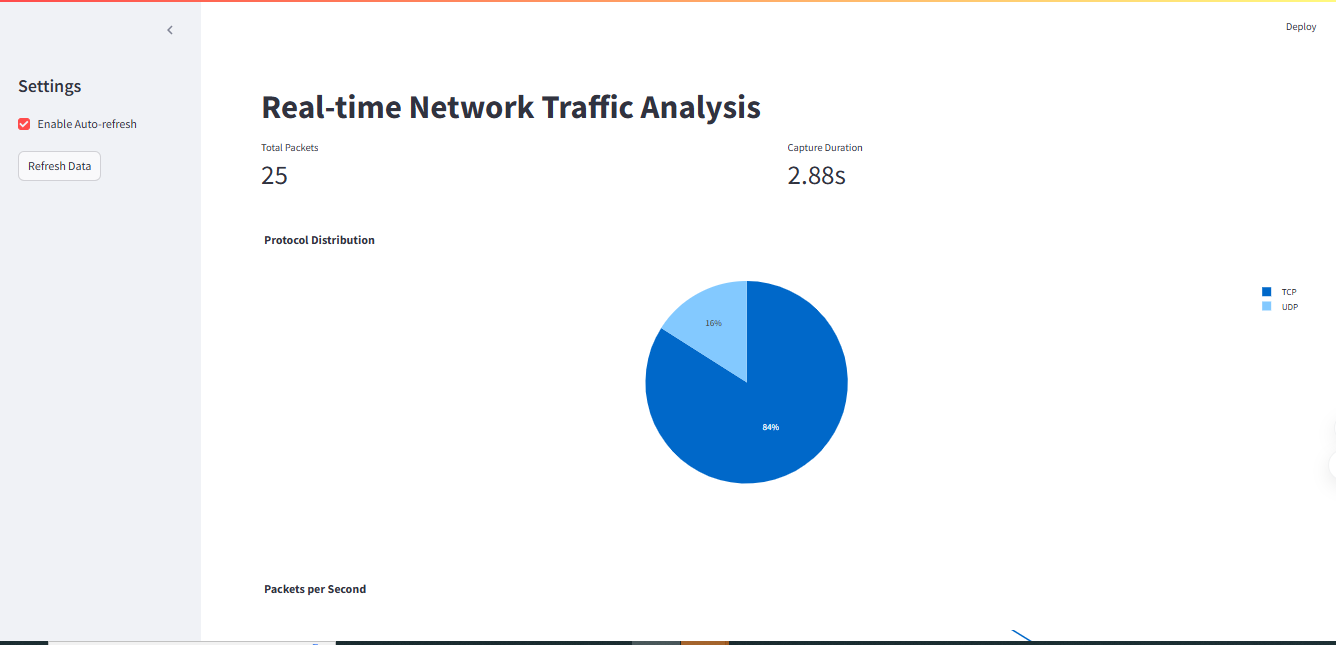 Deploy
Settings
Enable Auto-refresh
Refresh Data
Real-time Network Traffic Analysis
Total Packets
25
Capture Duration
2.88s
Protocol Distribution
TCP
UDP
16%
84%
Packets per Second